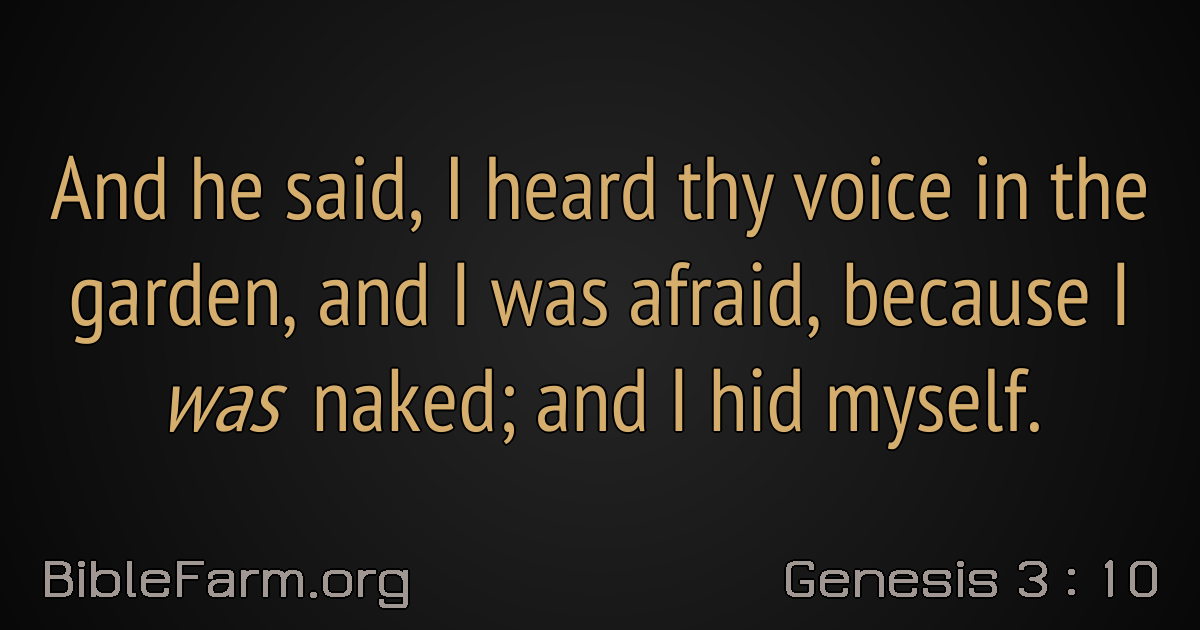 And he said, I heard thy voice in the
garden, and I was afraid, because I
was naked; and I hid myself.
BibleFarm.org
Genesis 3 : 10